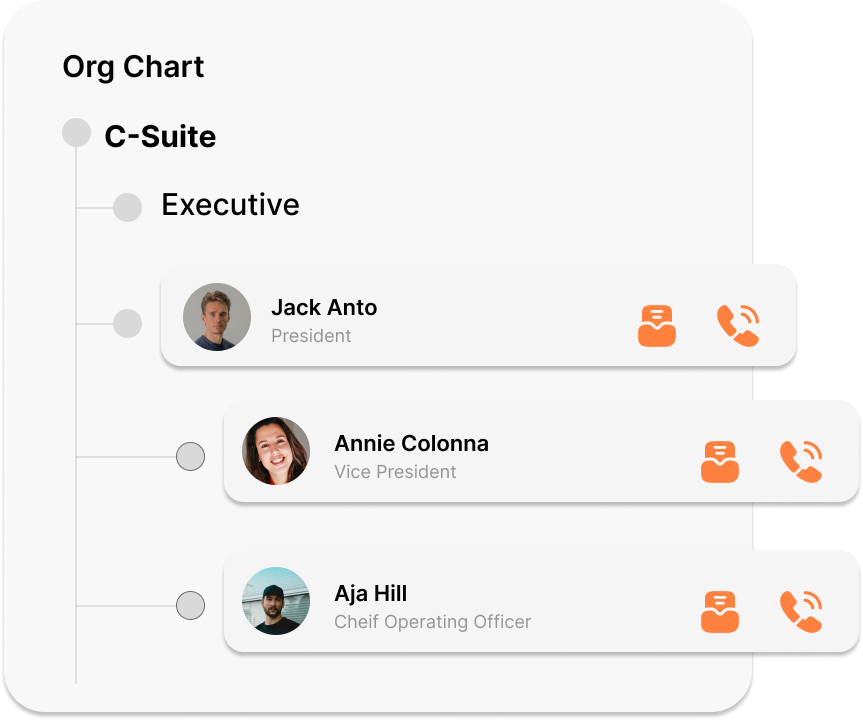 Org Chart
C-Suite
Executive
Jack Anto
President
Annie Colonna
Vice President
Aja Hill
Cheif Operating Officer